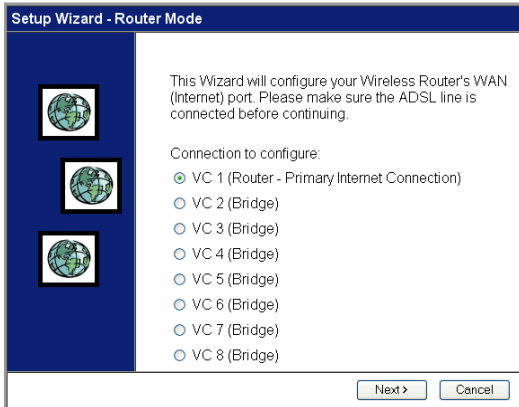 Setup Wizard - Router Mode
This Wizard will configure your Wireless Router's WAN
(Internet) port. Please make sure the ADSL line is
connected before continuing.
Connection to configure:
VC 1 (Router - Primary Internet Connection)
VC 2 (Bridge)
VC 3 (Bridge)
VC 4 (Bridge)
VC 5 (Bridge)
VC 6 (Bridge)
VC 7 (Bridge)
VC 8 (Bridge)
Next >
Cancel